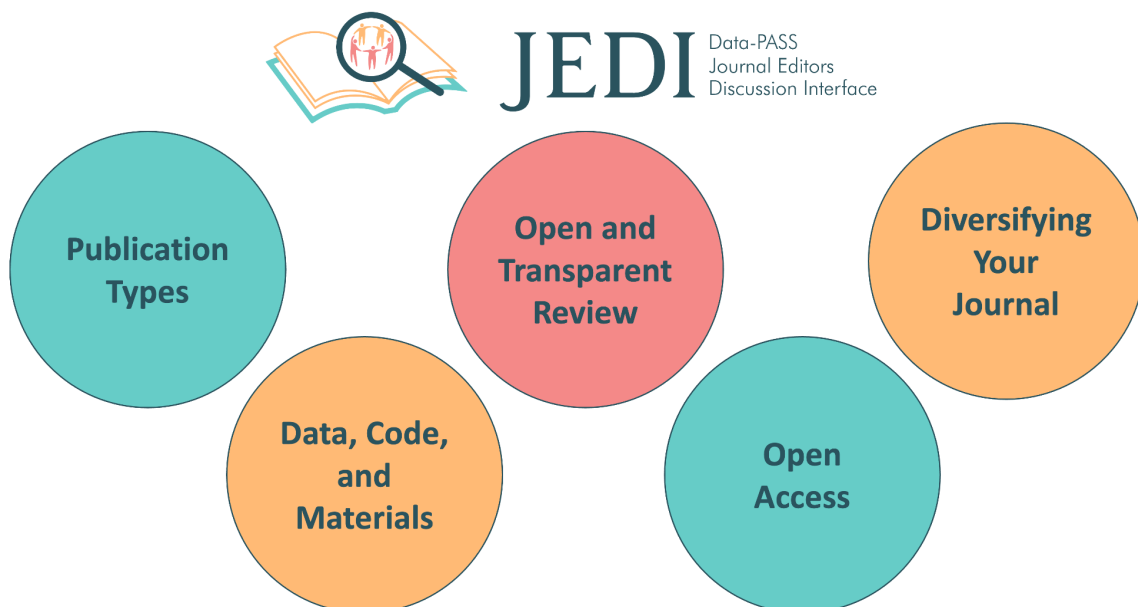 JEDI
Data-PASS
Journal Editors
Discussion Interface
Publication
Types
Open and
Transparent
Review
Diversifying
Your
Journal
Data, Code,
and
Materials
Open
Access